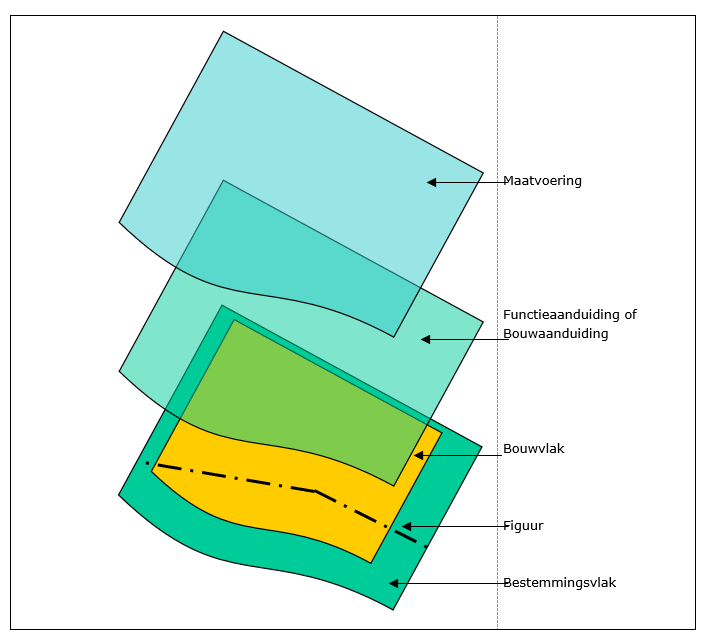 Maatvoering
Functieaanduiding of
Bouwaanduiding
Bouwvlak
Figuur
Bestemmingsvlak